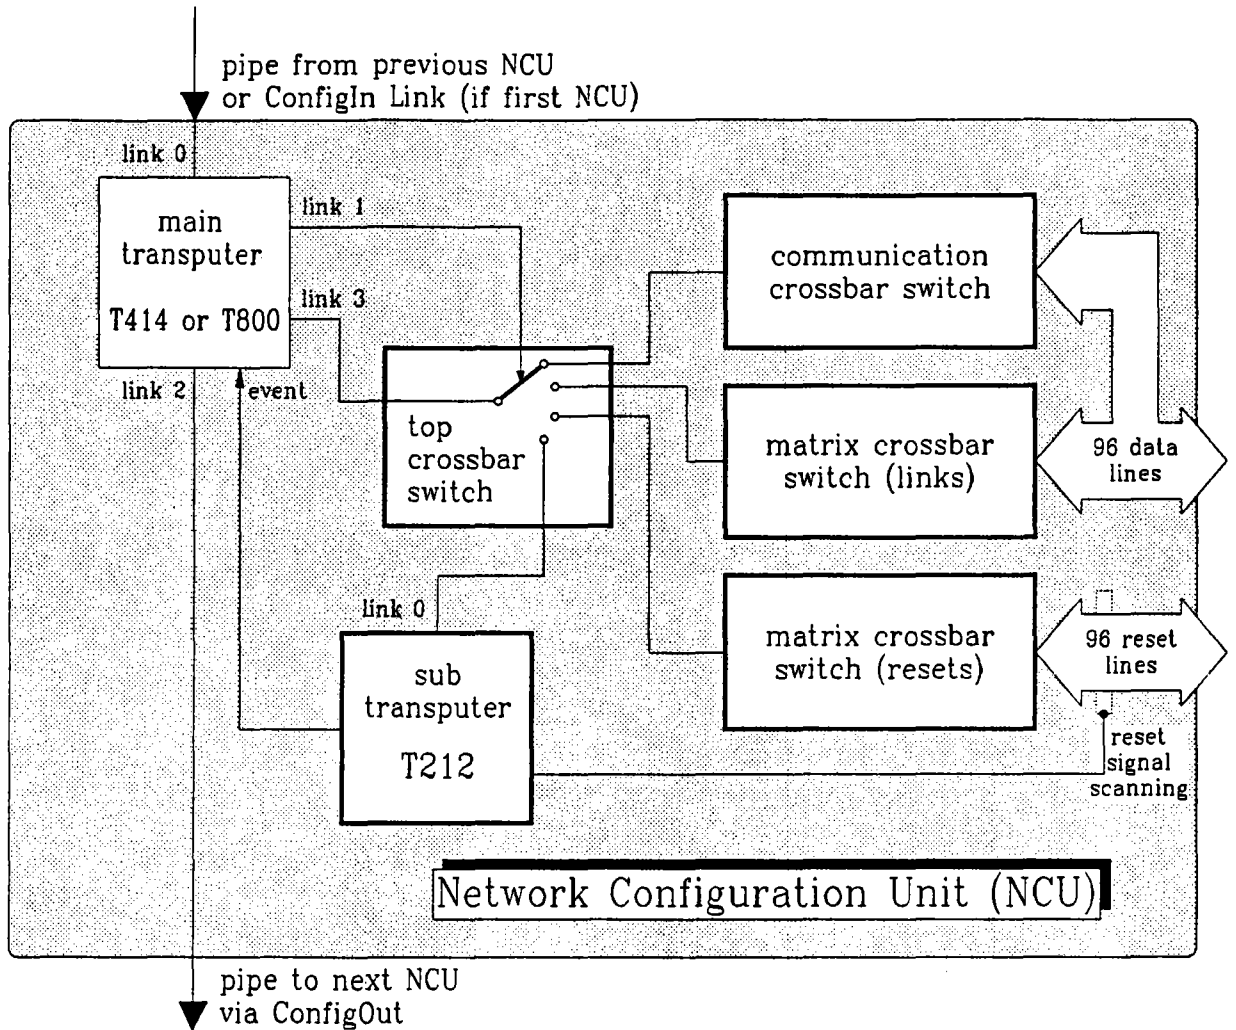 pipe from previous NCU
or ConfigIn Link (if first NCU)
link 0
main
transputer
T414 or T800
link 1
link 3
link 2
event
top
crossbar
switch
communication
crossbar switch
matrix crossbar
switch (links)
96 data
lines
matrix crossbar
switch (resets)
96 reset
lines
reset
signal
scanning
link 0
sub
transputer
T212
Network Configuration Unit (NCU)
pipe to next NCU
via ConfigOut